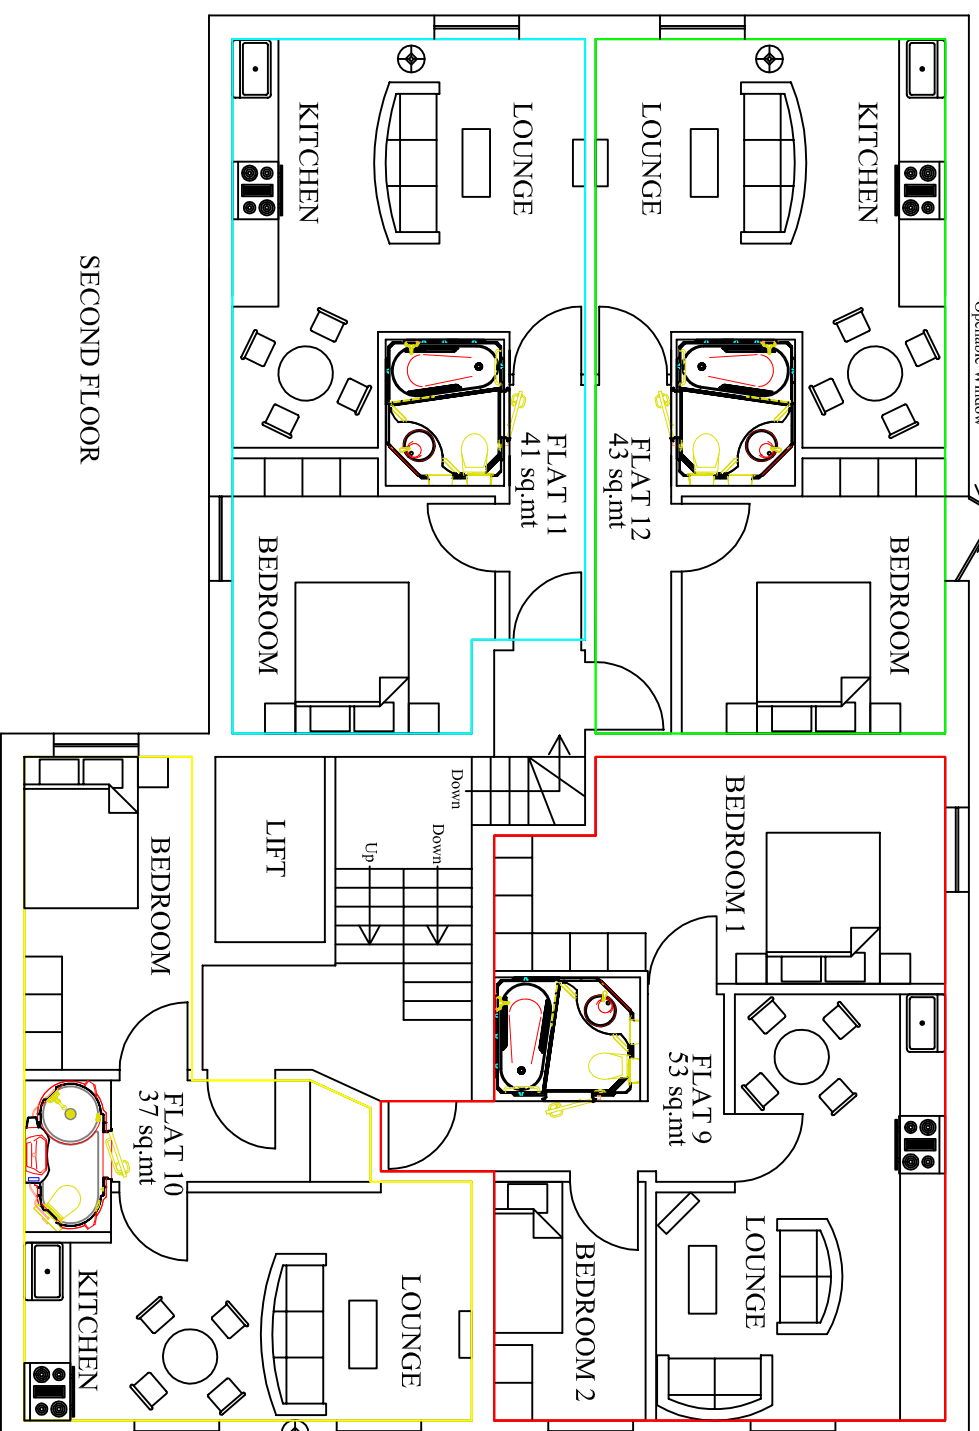 SECOND FLOOR
KITCHEN
LOUNGE
LOUNGE
KITCHEN
Openable Window
FLAT 11
41 sq.mt
FLAT 12
43 sq.mt
BEDROOM
BEDROOM
Down
Down
Up
LIFT
BEDROOM
BEDROOM 1
FLAT 9
53 sq.mt
FLAT 10
37 sq.mt
KITCHEN
LOUNGE
BEDROOM 2
LOUNGE